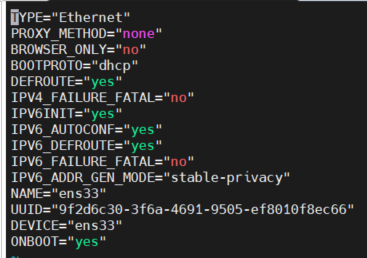 TYPE="Ethernet"
PROXY_METHOD="none"
BROWSER_ONLY="no"
BOOTPROTO="dhcp"
DEFROUTE="yes"
IPV4_FAILURE_FATAL="no"
IPV6INIT="yes"
IPV6_AUTOCONF="yes"
IPV6_DEFROUTE="yes"
IPV6_FAILURE_FATAL="no"
IPV6_ADDR_GEN_MODE="stable-privacy"
NAME="ens33"
UUID="9f2d6c30-3f6a-4691-9505-ef8010f8ec66"
DEVICE="ens33"
ONBOOT="yes"